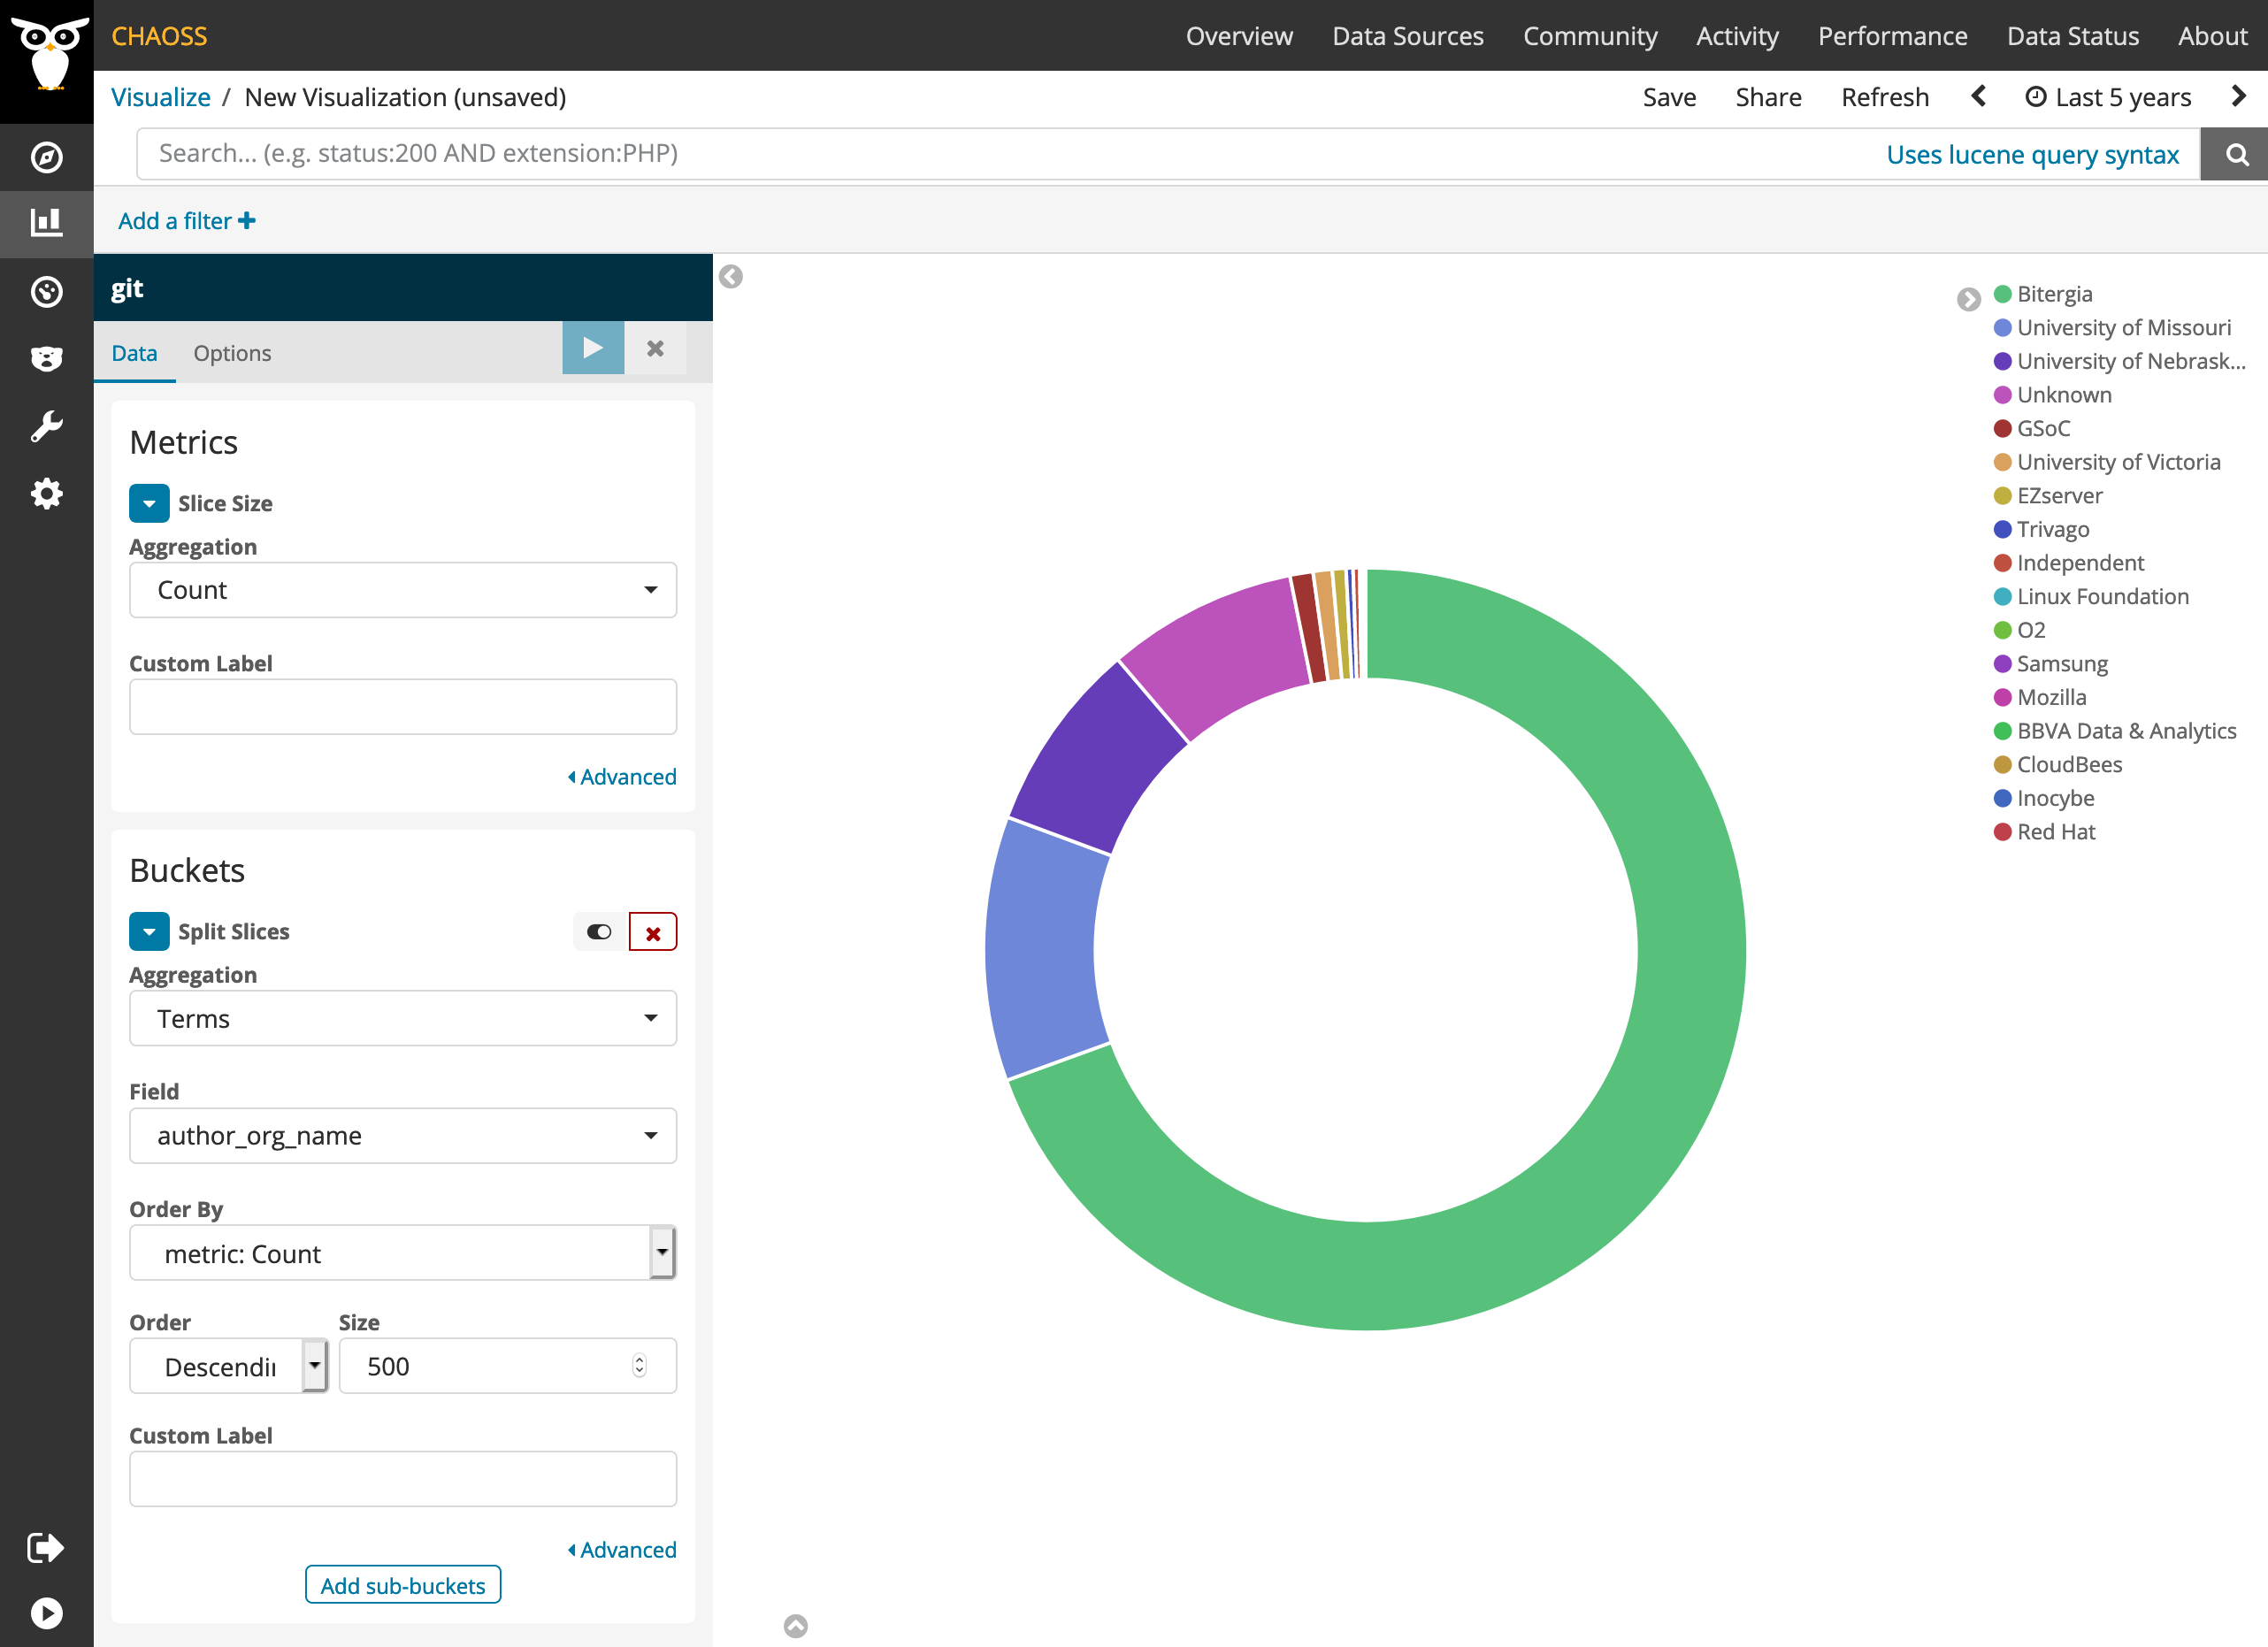 CHAOSS
Overview Data Sources Community Activity Performance Data Status About
Visualize / New Visualization (unsaved)
Save Share Refresh Last 5 years
Search... (e.g. status:200 AND extension:PHP)
Uses lucene query syntax
Add a filter
git
Data Options
Metrics
Slice Size
Aggregation
Count
Custom Label
Advanced
Buckets
Split Slices
Aggregation
Terms
Field
author_org_name
Order By
metric: Count
Order Size
Descendin 500
Custom Label
Advanced
Add sub-buckets
Bitergia
University of Missouri
University of Nebrask...
Unknown
GSoC
University of Victoria
EZserver
Trivago
Independent
Linux Foundation
O2
Samsung
Mozilla
BBVA Data & Analytics
CloudBees
Inocybe
Red Hat